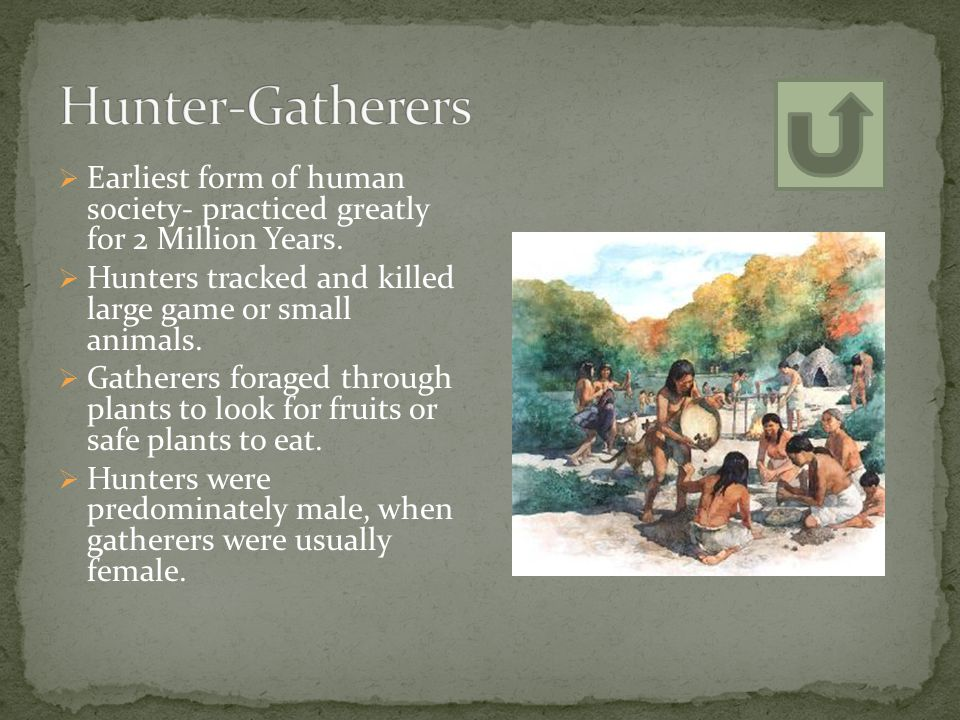 Hunter-Gatherers
➢ Earliest form of human
society- practiced greatly
for 2 Million Years.
➢ Hunters tracked and killed
large game or small
animals.
➢ Gatherers foraged through
plants to look for fruits or
safe plants to eat.
➢ Hunters were
predominately male, when
gatherers were usually
female.